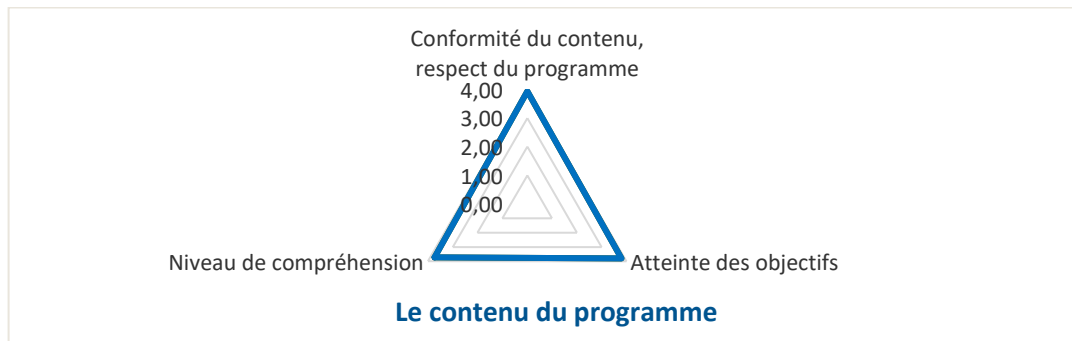 Conformité du contenu,
respect du programme
4,00
3,00
2,00
1,00
0,00
Niveau de compréhension
Atteinte des objectifs
Le contenu du programme